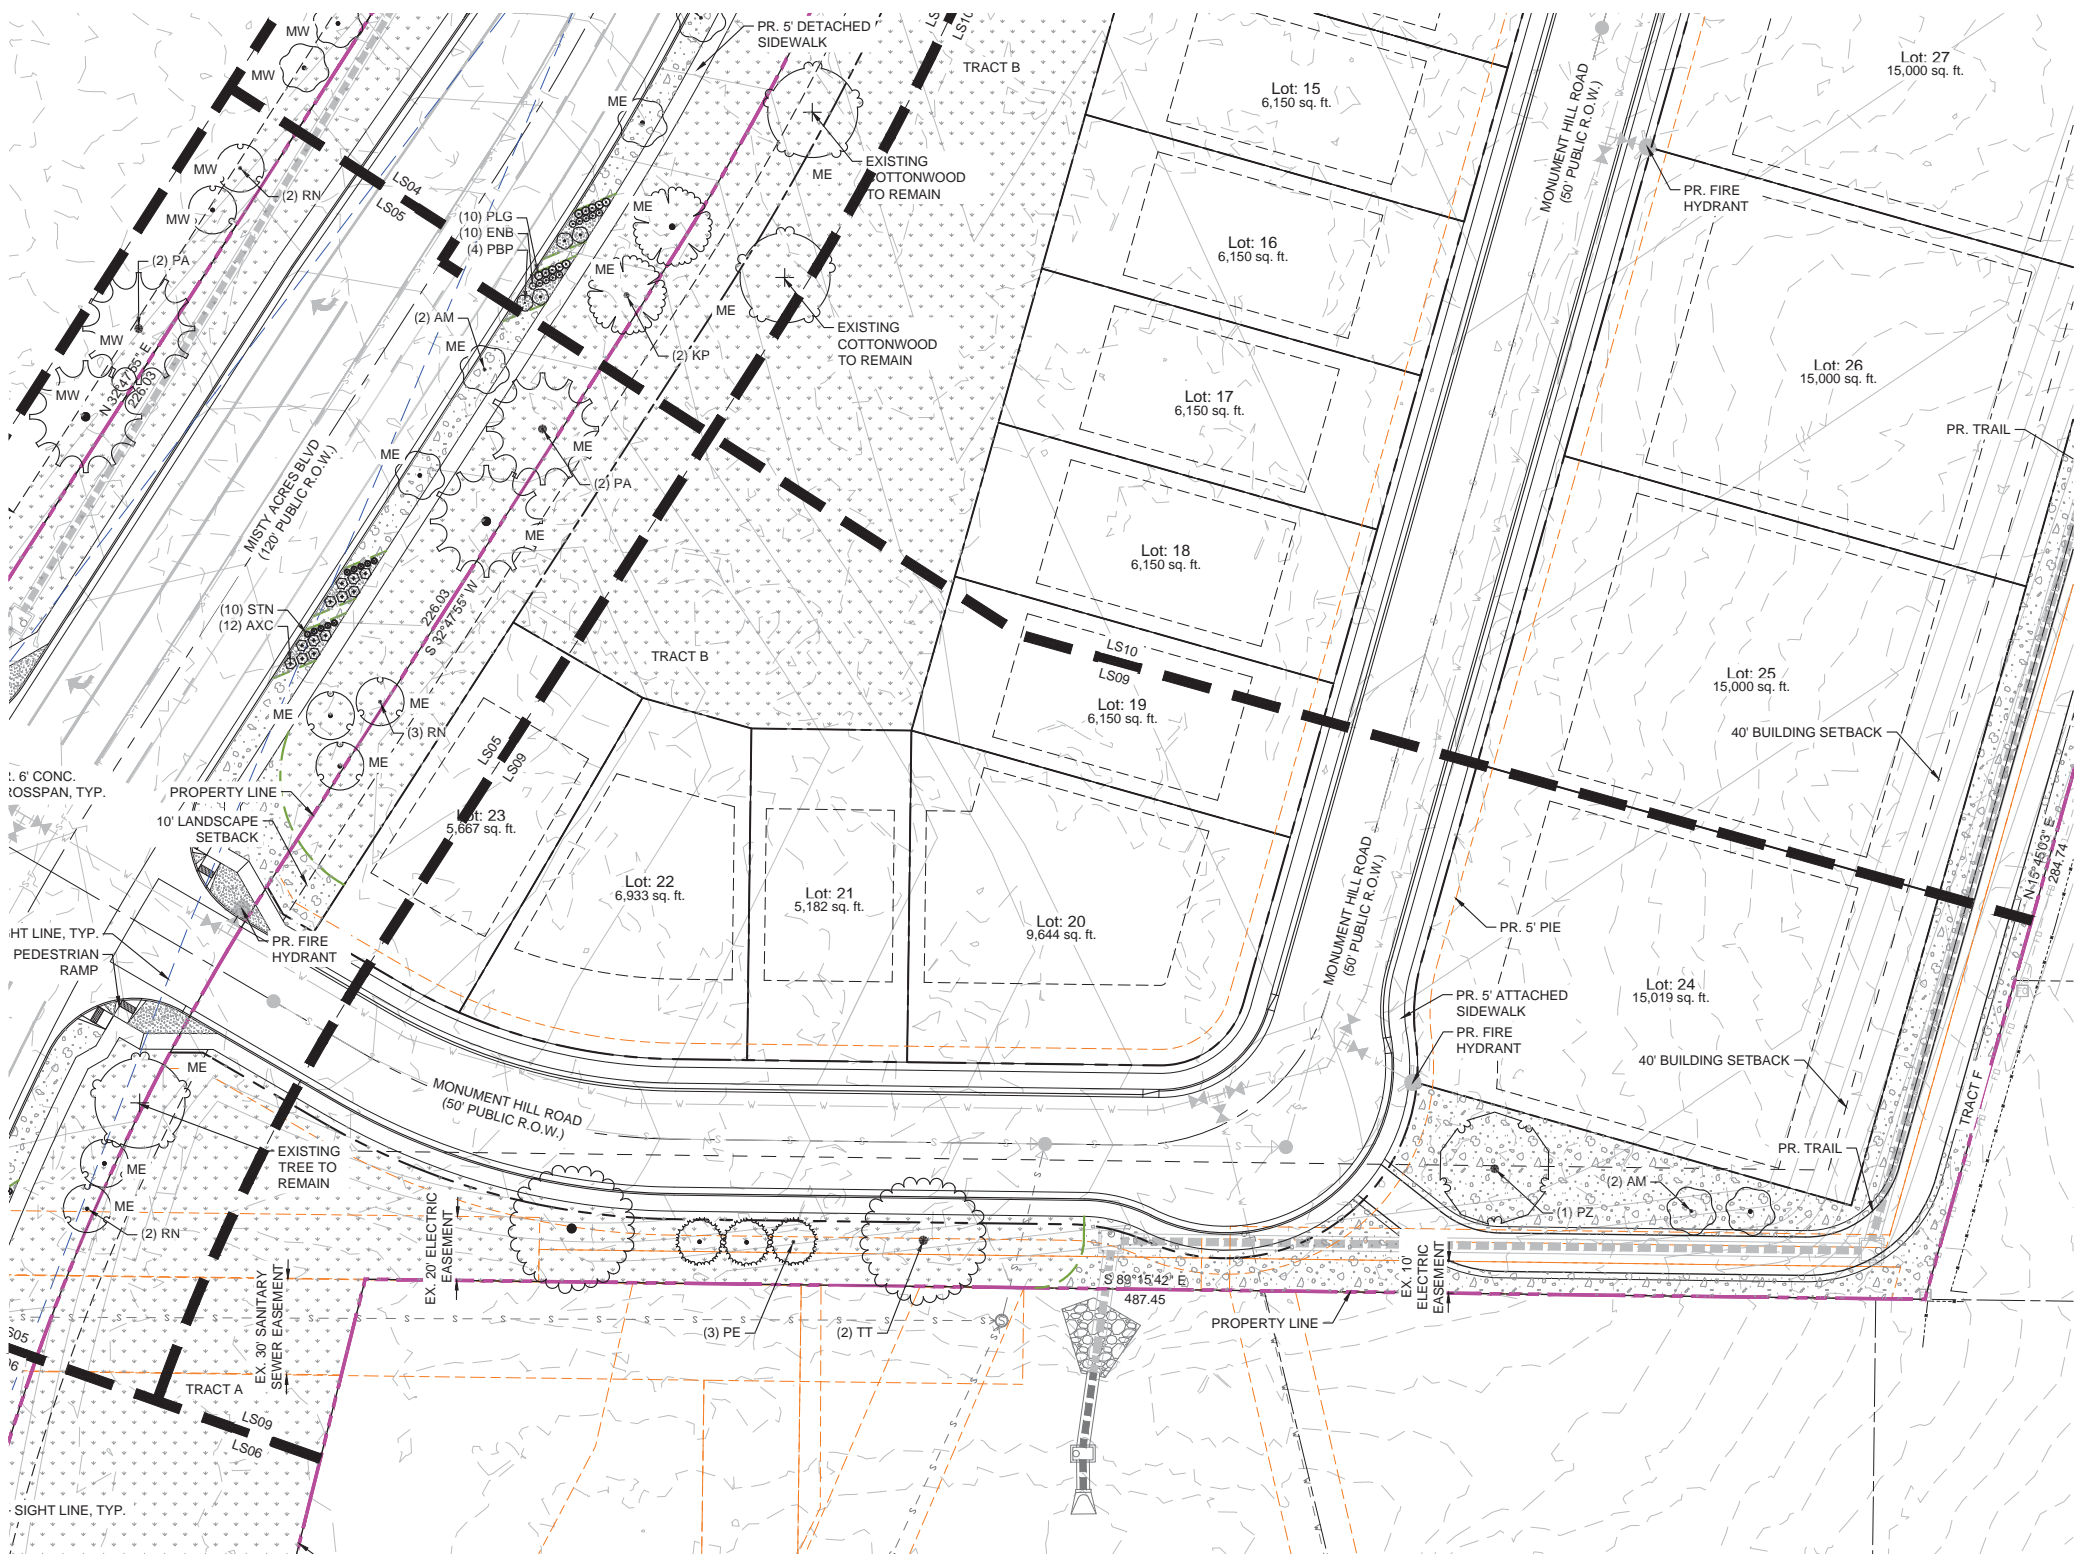 MW
MW
MW
MW
MW
MW
(2) RN
(2) PA
N 32°47'55" E
226.03
LS04
LS05
PR. 5' DETACHED
SIDEWALK
ME
LS10
TRACT B
EXISTING
COTTONWOOD
TO REMAIN
ME
(10) PLG
(10) ENB
(4) PBP
ME
ME
ME
EXISTING
COTTONWOOD
TO REMAIN
(2) AM
ME
(2) KP
ME
(2) PA
ME
ME
MISTY ACRES BLVD
(120' PUBLIC R.O.W.)
(10) STN
(12) AXC
226.03
S 32°47'55" W
TRACT B
ME
ME
(3) RN
ME
LS05
LS09
R. 6' CONC.
ROSSPAN, TYP.
PROPERTY LINE
10' LANDSCAPE
SETBACK
Lot: 15
6,150 sq. ft.
Lot: 16
6,150 sq. ft.
Lot: 17
6,150 sq. ft.
Lot: 18
6,150 sq. ft.
LS10
LS09
Lot: 19
6,150 sq. ft.
MONUMENT HILL ROAD
(50' PUBLIC R.O.W.)
PR. FIRE
HYDRANT
Lot: 27
15,000 sq. ft.
Lot: 26
15,000 sq. ft.
PR. TRAIL
Lot: 25
15,000 sq. ft.
40' BUILDING SETBACK
N 15°45'03" E
284.74'
Lot: 23
5,667 sq. ft.
Lot: 22
6,933 sq. ft.
Lot: 21
5,182 sq. ft.
Lot: 20
9,644 sq. ft.
MONUMENT HILL ROAD
(50' PUBLIC R.O.W.)
PR. 5' PIE
Lot: 24
15,019 sq. ft.
PR. 5' ATTACHED
SIDEWALK
PR. FIRE
HYDRANT
40' BUILDING SETBACK
TRACT F
PR. TRAIL
GHT LINE, TYP.
PEDESTRIAN
RAMP
PR. FIRE
HYDRANT
ME
MONUMENT HILL ROAD
(50' PUBLIC R.O.W.)
EXISTING
TREE TO
REMAIN
ME
ME
(2) RN
EX. 20' ELECTRIC
EASEMENT
EX. 30' SANITARY
SEWER EASEMENT
(3) PE
(2) TT
S 89°15'42" E
487.45
PROPERTY LINE
EX. 10'
ELECTRIC
EASEMENT
(1) PZ
(2) AM
S05
06
TRACT A
LS09
LS06
SIGHT LINE, TYP.